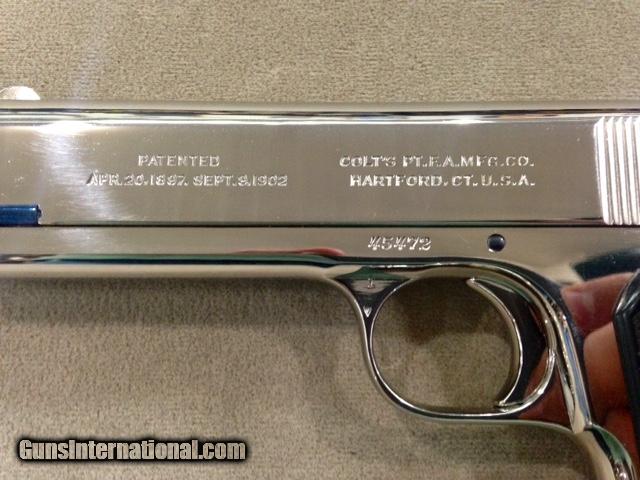 PATENTED
APR.20.1897. SEPT.9.1902
COLT'S PT.F.A.MFG.CO.
HARTFORD. CT. U.S.A.
45472
GunsInternational.com